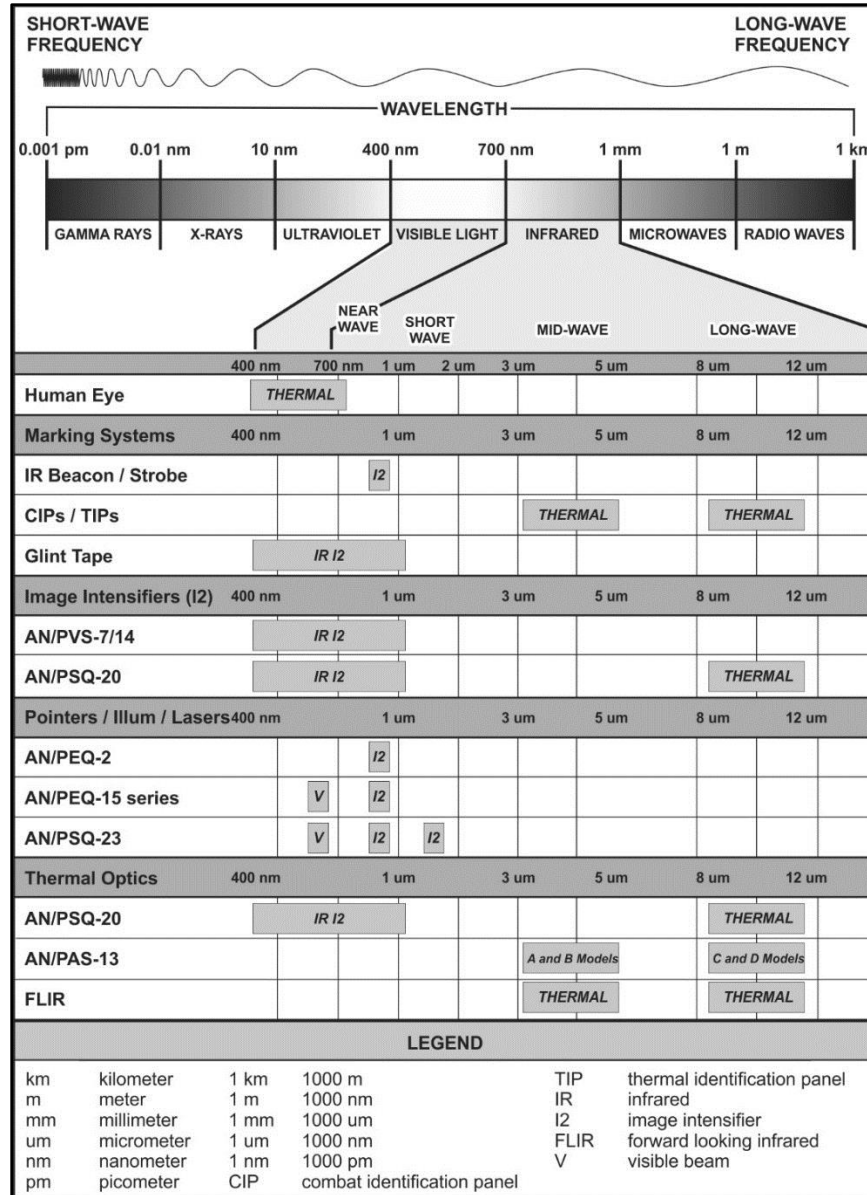 SHORT-WAVE FREQUENCY LONG-WAVE FREQUENCY
WAVELENGTH
0.001 pm 0.01 nm 10 nm 400 nm 700 nm 1 mm 1 m 1 km
GAMMA RAYS X-RAYS ULTRAVIOLET VISIBLE LIGHT INFRARED MICROWAVES RADIO WAVES
NEAR WAVE SHORT WAVE MID-WAVE LONG-WAVE
400 nm 700 nm 1 um 2 um 3 um 5 um 8 um 12 um
Human Eye THERMAL
Marking Systems 400 nm 1 um 3 um 5 um 8 um 12 um
IR Beacon / Strobe I2
CIPs / TIPs THERMAL THERMAL
Glint Tape IR I2
Image Intensifiers (I2) 400 nm 1 um 3 um 5 um 8 um 12 um
AN/PVS-7/14 IR I2
AN/PSQ-20 IR I2 THERMAL
Pointers / Illum / Lasers 400 nm 1 um 3 um 5 um 8 um 12 um
AN/PEQ-2 I2
AN/PEQ-15 series V I2
AN/PSQ-23 V I2 I2
Thermal Optics 400 nm 1 um 3 um 5 um 8 um 12 um
AN/PSQ-20 IR I2 THERMAL
AN/PAS-13 A and B Models C and D Models
FLIR THERMAL THERMAL
LEGEND
km kilometer 1 km 1000 m TIP thermal identification panel
m meter 1 m 1000 nm IR infrared
mm millimeter 1 mm 1000 um I2 image intensifier
um micrometer 1 um 1000 nm FLIR forward looking infrared
nm nanometer 1 nm 1000 pm V visible beam
pm picometer CIP combat identification panel